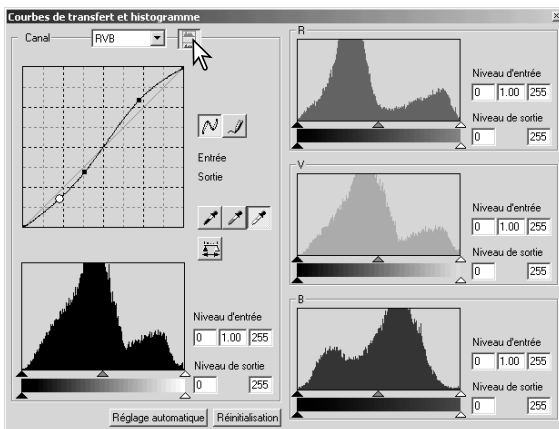 Courbes de transfert et histogramme
Canal
RVB
Entrée
Sortie
Niveau d'entrée
0 1.00 255
Niveau de sortie
0 255
Réglage automatique Réinitialisation
R
Niveau d'entrée
0 1.00 255
Niveau de sortie
0 255
V
Niveau d'entrée
0 1.00 255
Niveau de sortie
0 255
B
Niveau d'entrée
0 1.00 255
Niveau de sortie
0 255